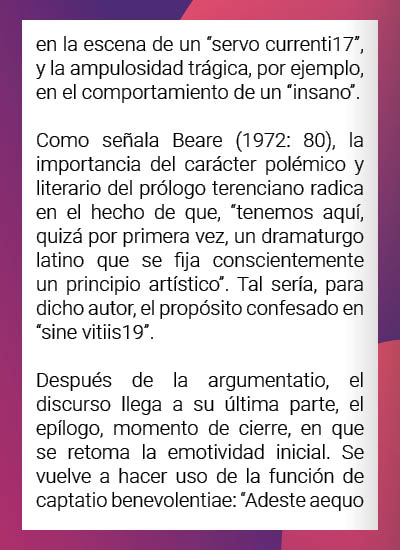 en la escena de un “servo currenti17”,
y la ampulosidad trágica, por ejemplo,
en el comportamiento de un “insano”.
Como señala Beare (1972: 80), la
importancia del carácter polémico y
literario del prólogo terenciano radica
en el hecho de que, “tenemos aquí,
quizá por primera vez, un dramaturgo
latino que se fija conscientemente
un principio artístico”. Tal sería, para
dicho autor, el propósito confesado en
“sine vitiis19”.
Después de la argumentatio, el
discurso llega a su última parte, el
epílogo, momento de cierre, en que
se retoma la emotividad inicial. Se
vuelve a hacer uso de la función de
captatio benevolentiae: “Adeste aequo